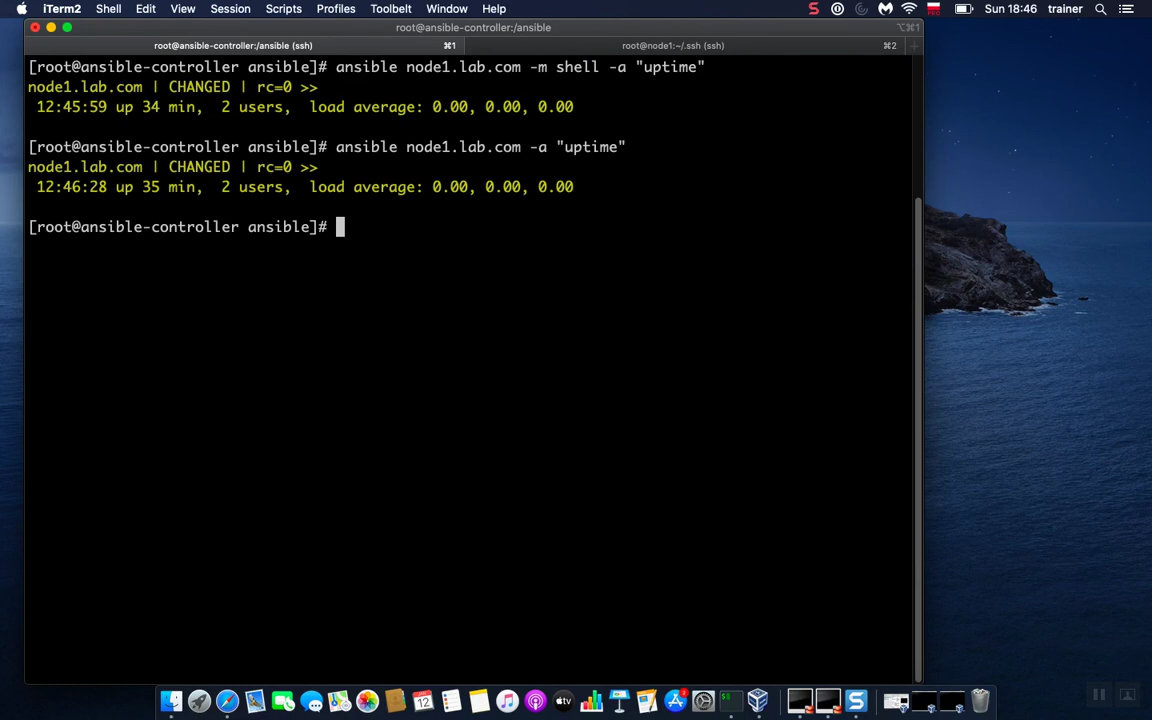 iTerm2 Shell Edit View Session Scripts Profiles Toolbelt Window Help Sun 18:46 trainer
root@ansible-controller:/ansible ⌥⌘1
root@ansible-controller:/ansible (ssh) ⌘1 root@node1:~/.ssh (ssh) ⌘2
[root@ansible-controller ansible]# ansible node1.lab.com -m shell -a "uptime"
node1.lab.com | CHANGED | rc=0 >>
12:45:59 up 34 min, 2 users, load average: 0.00, 0.00, 0.00
[root@ansible-controller ansible]# ansible node1.lab.com -a "uptime"
node1.lab.com | CHANGED | rc=0 >>
12:46:28 up 35 min, 2 users, load average: 0.00, 0.00, 0.00
[root@ansible-controller ansible]#